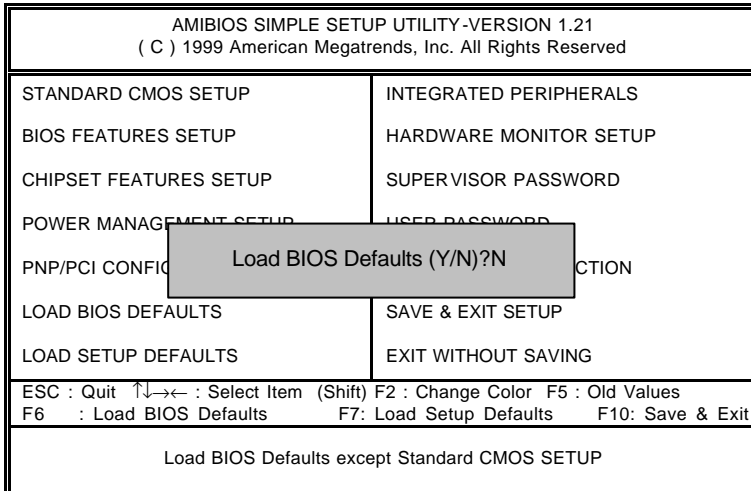 AMIBIOS SIMPLE SETUP UTILITY-VERSION 1.21
( C ) 1999 American Megatrends, Inc. All Rights Reserved
STANDARD CMOS SETUP
BIOS FEATURES SETUP
CHIPSET FEATURES SETUP
POWER MANAGEMENT SETUP
PNP/PCI CONFIG
LOAD BIOS DEFAULTS
LOAD SETUP DEFAULTS
INTEGRATED PERIPHERALS
HARDWARE MONITOR SETUP
SUPERVISOR PASSWORD
USER PASSWORD
CTION
SAVE & EXIT SETUP
EXIT WITHOUT SAVING
Load BIOS Defaults (Y/N)?N
ESC : Quit ↑↓→← : Select Item (Shift) F2 : Change Color F5 : Old Values
F6 : Load BIOS Defaults F7: Load Setup Defaults F10: Save & Exit
Load BIOS Defaults except Standard CMOS SETUP